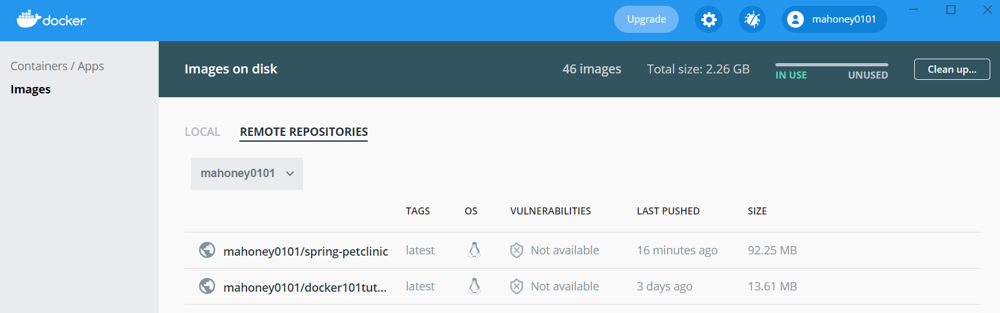 docker
Upgrade
mahoney0101
Containers / Apps
Images
Images on disk
46 images
Total size: 2.26 GB
IN USE
UNUSED
Clean up...
LOCAL
REMOTE REPOSITORIES
mahoney0101
TAGS OS VULNERABILITIES LAST PUSHED SIZE
mahoney0101/spring-petclinic latest Not available 16 minutes ago 92.25 MB
mahoney0101/docker101tut... latest Not available 3 days ago 13.61 MB